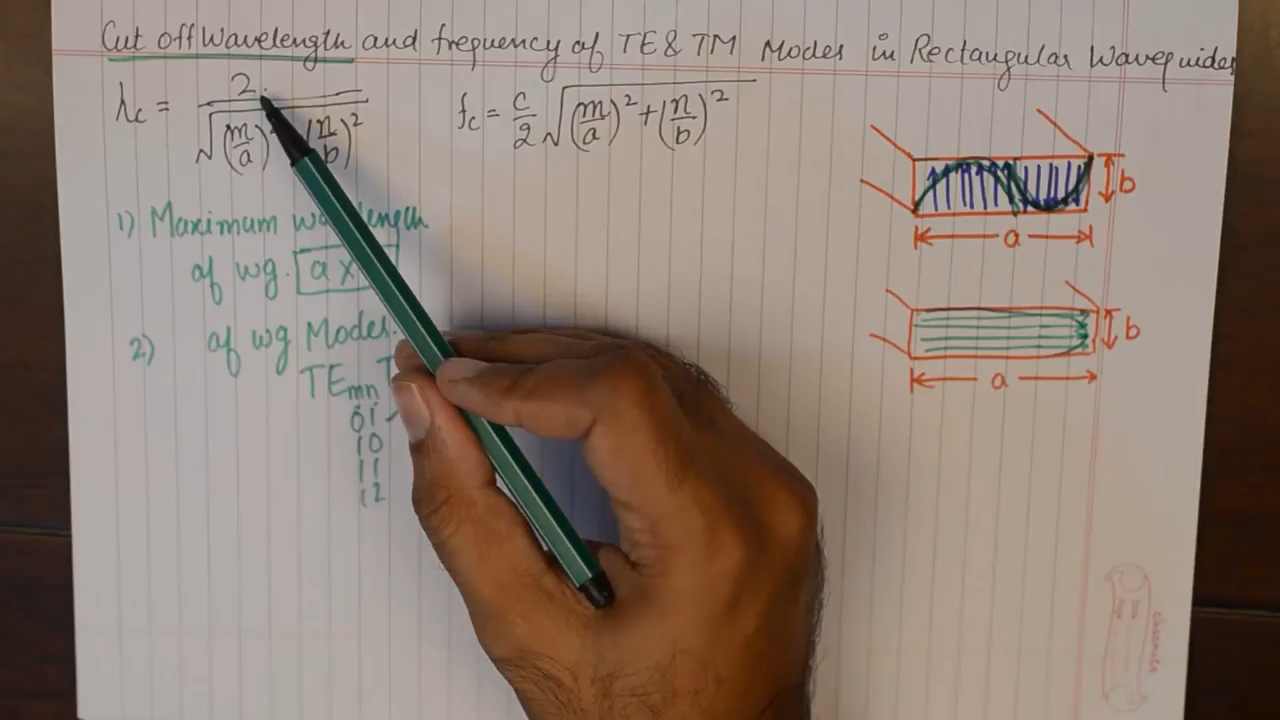 Cut off Wavelength and frequency of TE & TM Modes in Rectangular Waveguides
λc = 2 / √((m/a)² (n/b)²)
fc = c/2 √((m/a)² + (n/b)²)
1) Maximum wavelength
of wg. a x
2) of wg Modes.
TEmn T
01
10
11
12
b
a
b
a